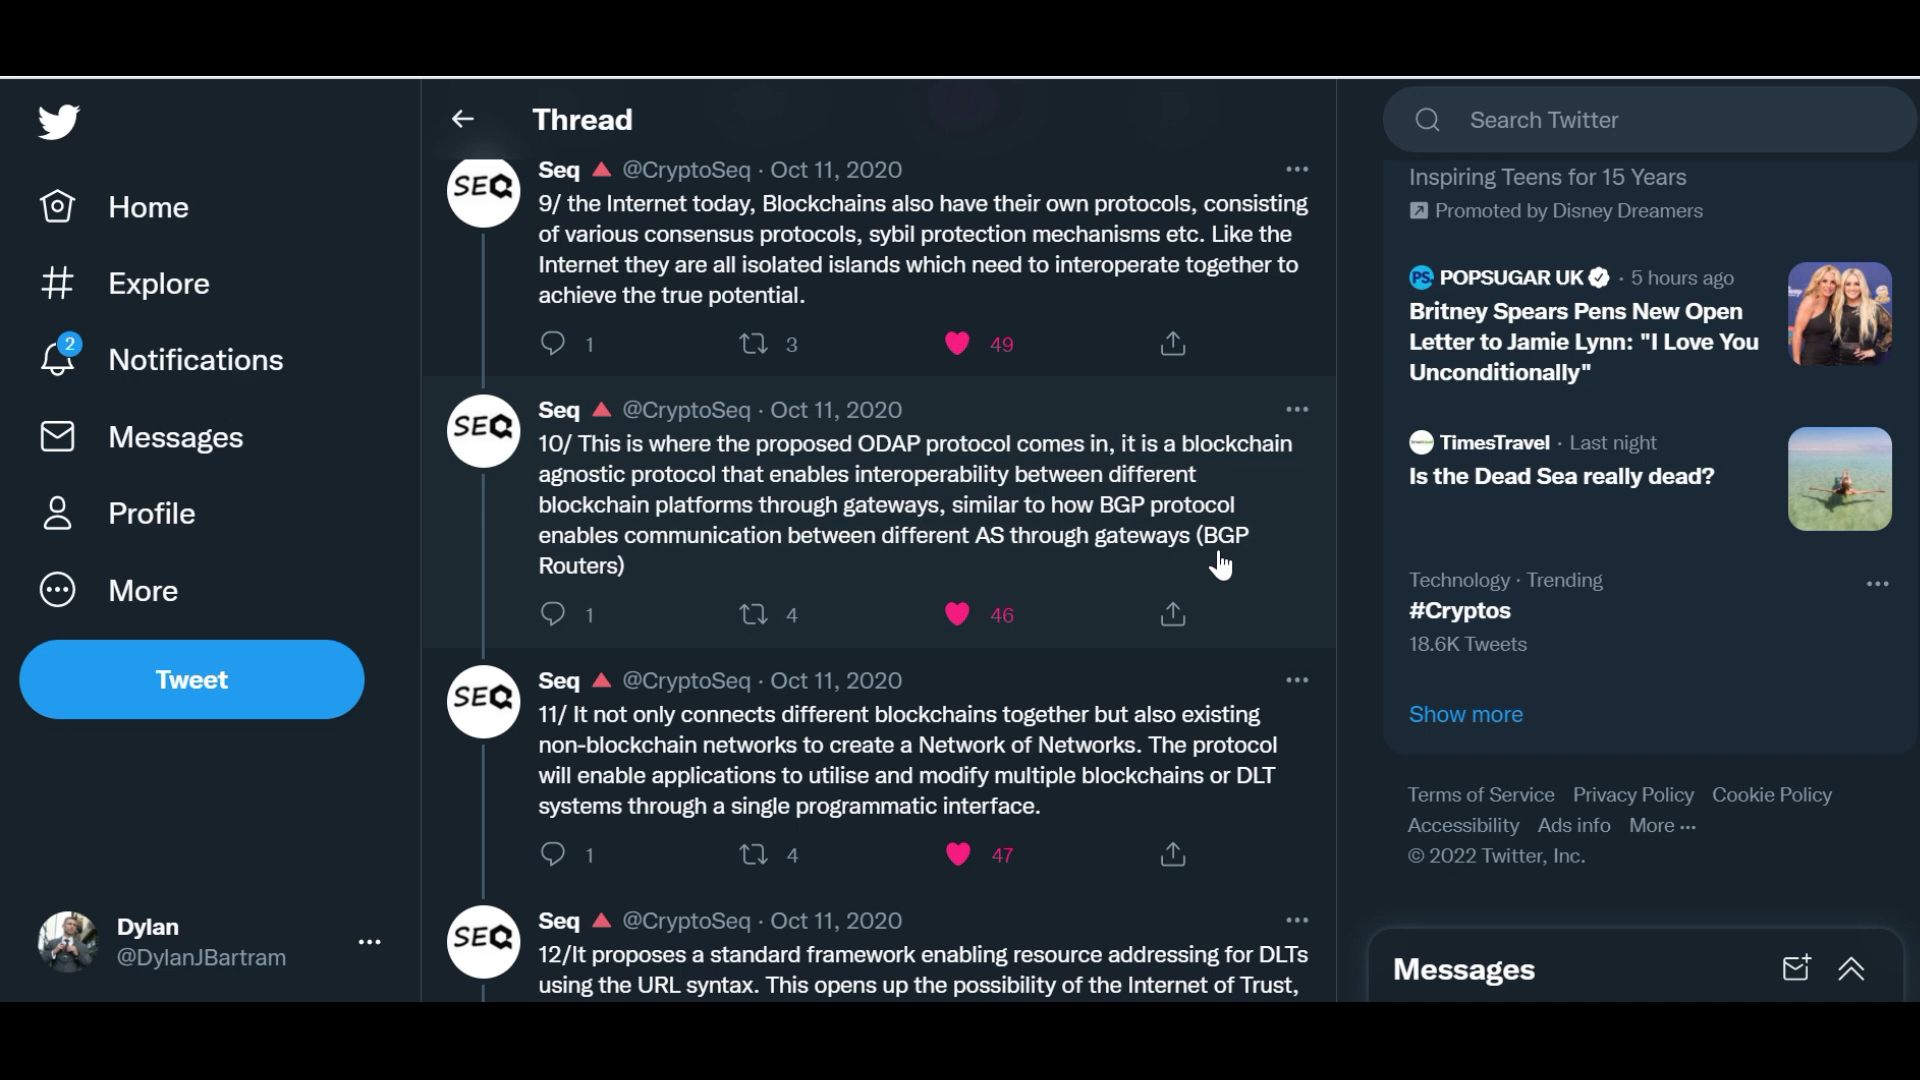 Home
Explore
2
Notifications
Messages
Profile
More
Tweet
Dylan
@DylanJBartram
Thread
SEQ
Seq 🔺 @CryptoSeq · Oct 11, 2020
9/ the Internet today, Blockchains also have their own protocols, consisting
of various consensus protocols, sybil protection mechanisms etc. Like the
Internet they are all isolated islands which need to interoperate together to
achieve the true potential.
1 3 49
SEQ
Seq 🔺 @CryptoSeq · Oct 11, 2020
10/ This is where the proposed ODAP protocol comes in, it is a blockchain
agnostic protocol that enables interoperability between different
blockchain platforms through gateways, similar to how BGP protocol
enables communication between different AS through gateways (BGP
Routers)
1 4 46
SEQ
Seq 🔺 @CryptoSeq · Oct 11, 2020
11/ It not only connects different blockchains together but also existing
non-blockchain networks to create a Network of Networks. The protocol
will enable applications to utilise and modify multiple blockchains or DLT
systems through a single programmatic interface.
1 4 47
SEQ
Seq 🔺 @CryptoSeq · Oct 11, 2020
12/It proposes a standard framework enabling resource addressing for DLTs
using the URL syntax. This opens up the possibility of the Internet of Trust,
Search Twitter
Inspiring Teens for 15 Years
Promoted by Disney Dreamers
PS POPSUGAR UK · 5 hours ago
Britney Spears Pens New Open
Letter to Jamie Lynn: "I Love You
Unconditionally"
TimesTravel · Last night
Is the Dead Sea really dead?
Technology · Trending
#Cryptos
18.6K Tweets
Show more
Terms of Service Privacy Policy Cookie Policy
Accessibility Ads info More ···
© 2022 Twitter, Inc.
Messages